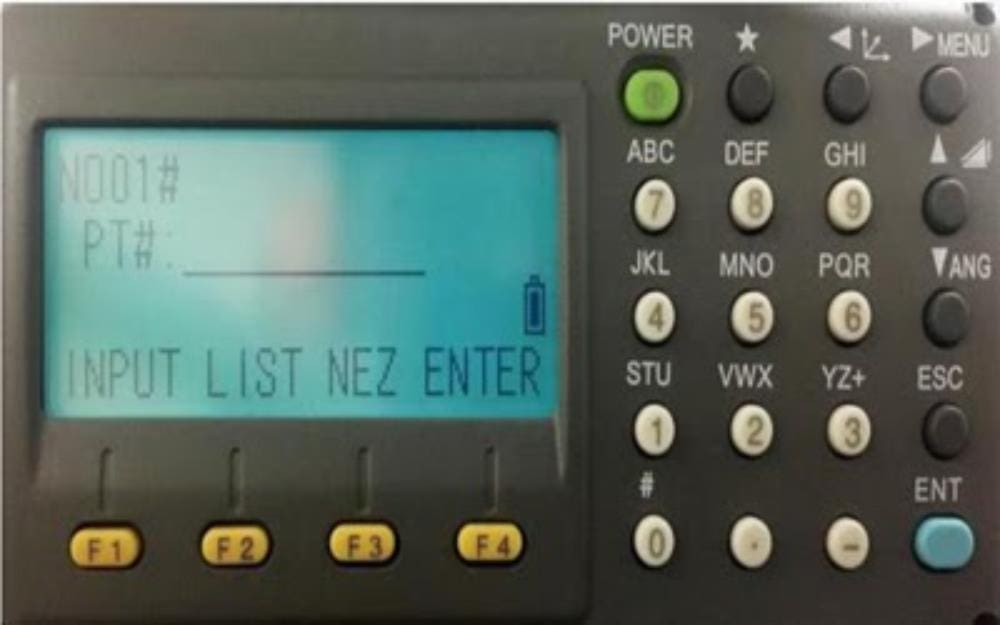 N001#
PT#:
INPUT LIST NEZ ENTER
F1 F2 F3 F4
POWER ★ ◀ ▶ MENU
ABC DEF GHI ▲
7 8 9
JKL MNO PQR ▼ANG
4 5 6
STU VWX YZ+ ESC
1 2 3
# ENT
0 . -